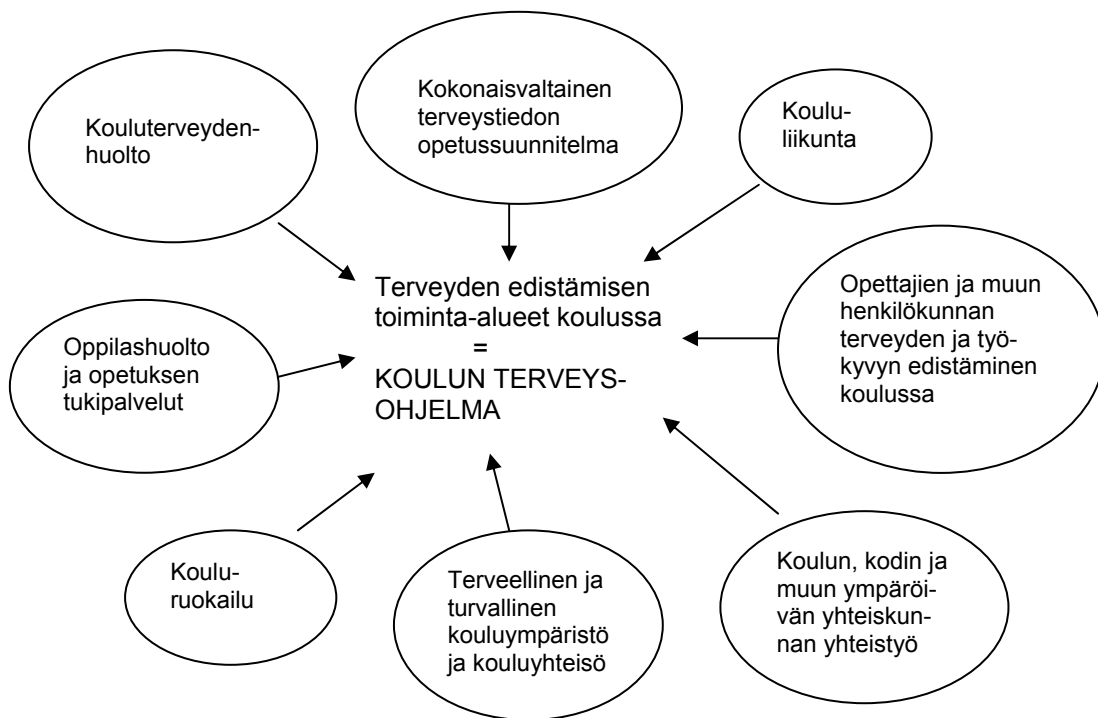 Kouluterveyden-
huolto
Kokonaisvaltainen
terveystiedon
opetussuunnitelma
Koulu-
liikunta
Terveyden edistämisen
toiminta-alueet koulussa
=
KOULUN TERVEYS-
OHJELMA
Opettajien ja muun
henkilökunnan
terveyden ja työ-
kyvyn edistäminen
koulussa
Oppilashuolto
ja opetuksen
tukipalvelut
Koulu-
ruokailu
Terveellinen ja
turvallinen
kouluympäristö
ja kouluyhteisö
Koulun, kodin ja
muun ympäröi-
vän yhteiskun-
nan yhteistyö